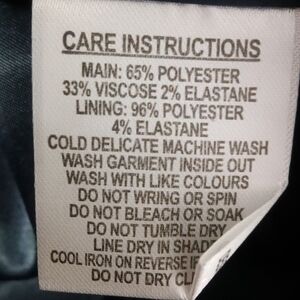 CARE INSTRUCTIONS
MAIN: 65% POLYESTER
33% VISCOSE 2% ELASTANE
LINING: 96% POLYESTER
4% ELASTANE
COLD DELICATE MACHINE WASH
WASH GARMENT INSIDE OUT
WASH WITH LIKE COLOURS
DO NOT WRING OR SPIN
DO NOT BLEACH OR SOAK
DO NOT TUMBLE DRY
LINE DRY IN SHADE
COOL IRON ON REVERSE
DO NOT DRY